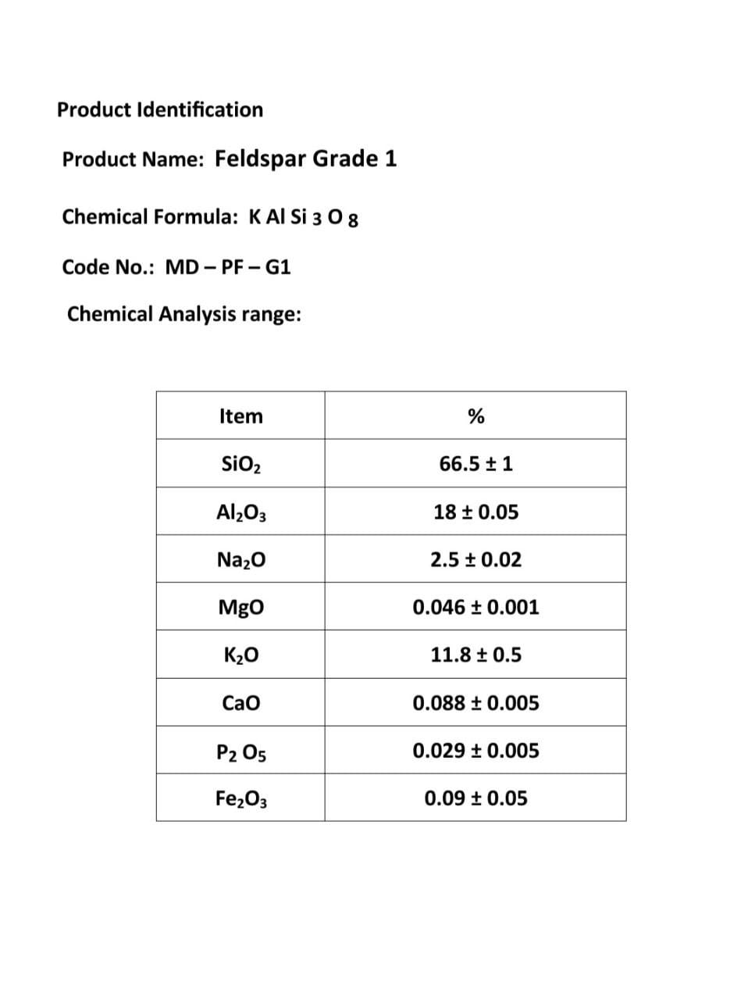 Product Identification
Product Name: Feldspar Grade 1
Chemical Formula: K Al Si 3 O 8
Code No.: MD – PF – G1
Chemical Analysis range:
Item %
SiO₂ 66.5 ± 1
Al₂O₃ 18 ± 0.05
Na₂O 2.5 ± 0.02
MgO 0.046 ± 0.001
K₂O 11.8 ± 0.5
CaO 0.088 ± 0.005
P₂ O₅ 0.029 ± 0.005
Fe₂O₃ 0.09 ± 0.05